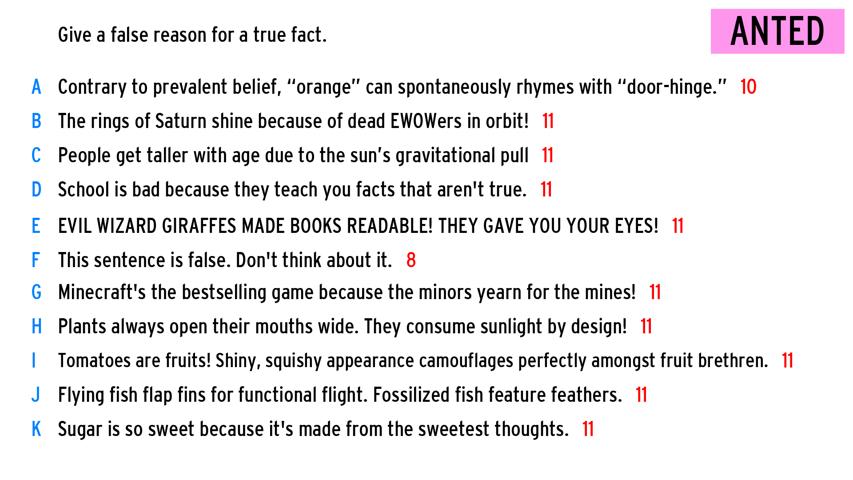 Give a false reason for a true fact.
ANTED
A Contrary to prevalent belief, “orange” can spontaneously rhymes with “door-hinge.” 10
B The rings of Saturn shine because of dead EWOWers in orbit! 11
C People get taller with age due to the sun’s gravitational pull 11
D School is bad because they teach you facts that aren't true. 11
E EVIL WIZARD GIRAFFES MADE BOOKS READABLE! THEY GAVE YOU YOUR EYES! 11
F This sentence is false. Don't think about it. 8
G Minecraft's the bestselling game because the minors yearn for the mines! 11
H Plants always open their mouths wide. They consume sunlight by design! 11
I Tomatoes are fruits! Shiny, squishy appearance camouflages perfectly amongst fruit brethren. 11
J Flying fish flap fins for functional flight. Fossilized fish feature feathers. 11
K Sugar is so sweet because it's made from the sweetest thoughts. 11